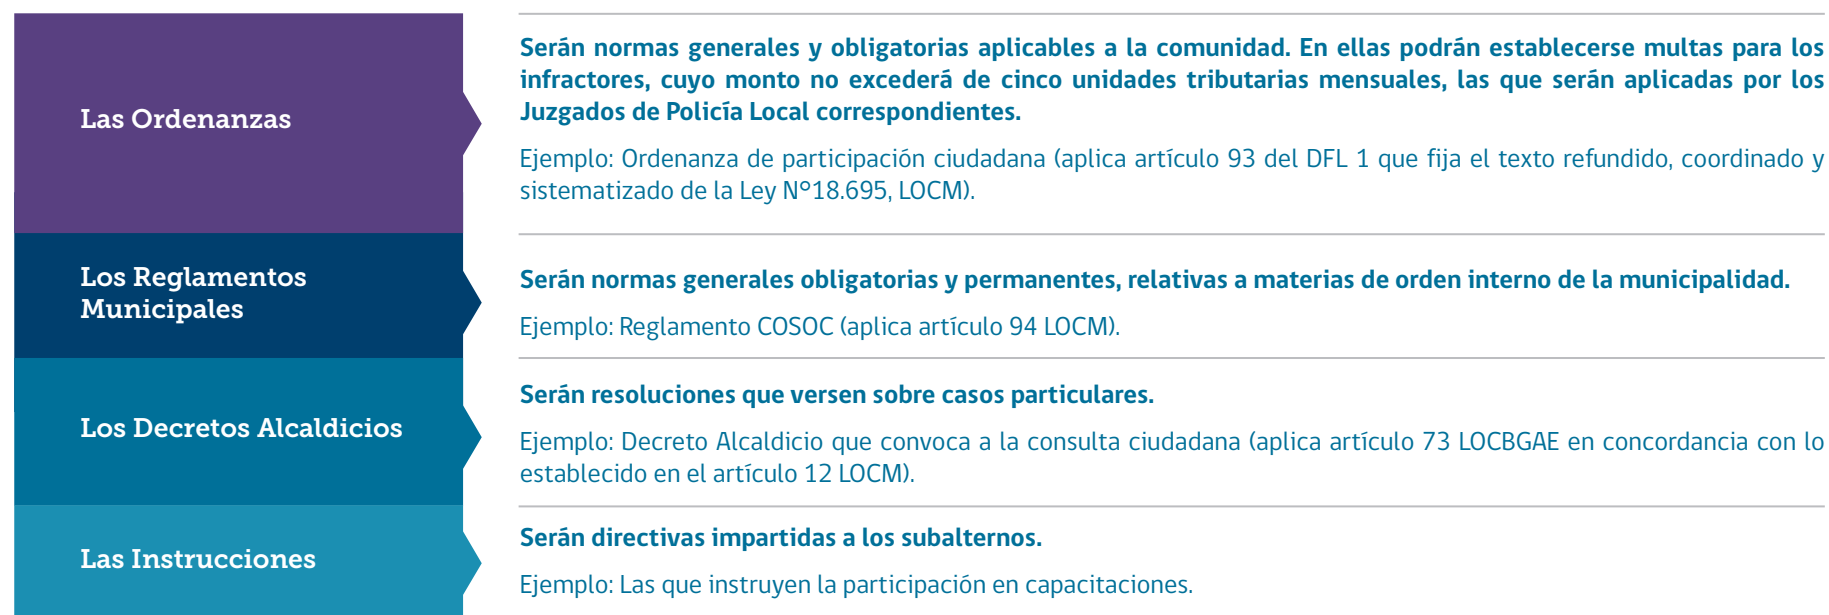 Las Ordenanzas
Serán normas generales y obligatorias aplicables a la comunidad. En ellas podrán establecerse multas para los
infractores, cuyo monto no excederá de cinco unidades tributarias mensuales, las que serán aplicadas por los
Juzgados de Policía Local correspondientes.
Ejemplo: Ordenanza de participación ciudadana (aplica artículo 93 del DFL 1 que fija el texto refundido, coordinado y
sistematizado de la Ley N°18.695, LOCM).
Los Reglamentos
Municipales
Serán normas generales obligatorias y permanentes, relativas a materias de orden interno de la municipalidad.
Ejemplo: Reglamento COSOC (aplica artículo 94 LOCM).
Los Decretos Alcaldicios
Serán resoluciones que versen sobre casos particulares.
Ejemplo: Decreto Alcaldicio que convoca a la consulta ciudadana (aplica artículo 73 LOCBGAE en concordancia con lo
establecido en el artículo 12 LOCM).
Las Instrucciones
Serán directivas impartidas a los subalternos.
Ejemplo: Las que instruyen la participación en capacitaciones.